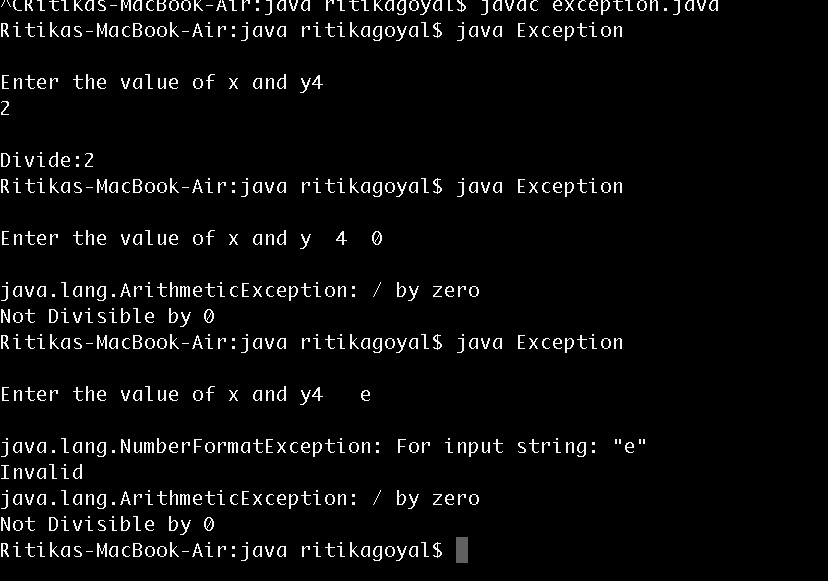 ^CRitikas-MacBook-Air:java ritikagoyal$ javac exception.java
Ritikas-MacBook-Air:java ritikagoyal$ java Exception
Enter the value of x and y4
2
Divide:2
Ritikas-MacBook-Air:java ritikagoyal$ java Exception
Enter the value of x and y  4  0
java.lang.ArithmeticException: / by zero
Not Divisible by 0
Ritikas-MacBook-Air:java ritikagoyal$ java Exception
Enter the value of x and y4   e
java.lang.NumberFormatException: For input string: "e"
Invalid
java.lang.ArithmeticException: / by zero
Not Divisible by 0
Ritikas-MacBook-Air:java ritikagoyal$